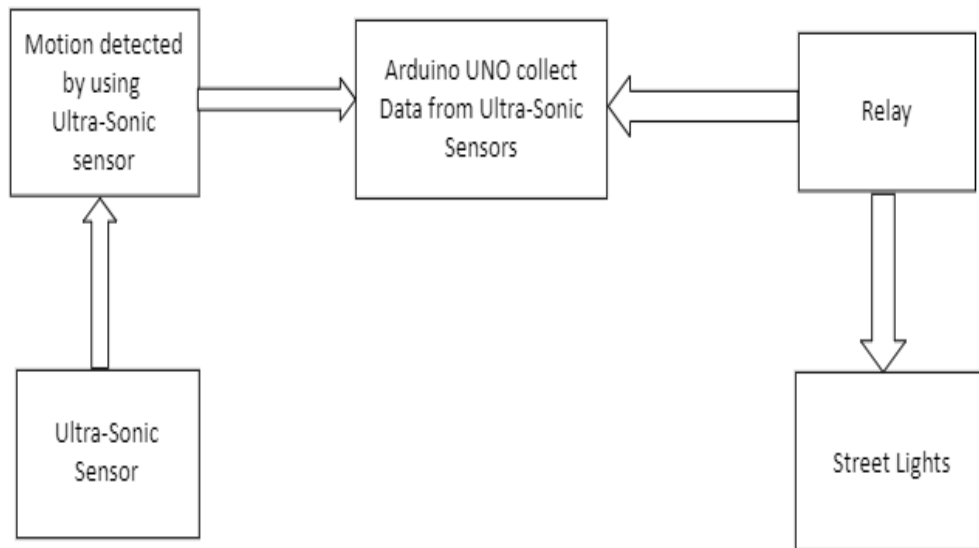 Motion detected
by using
Ultra-Sonic
sensor
Arduino UNO collect
Data from Ultra-Sonic
Sensors
Relay
Ultra-Sonic
Sensor
Street Lights